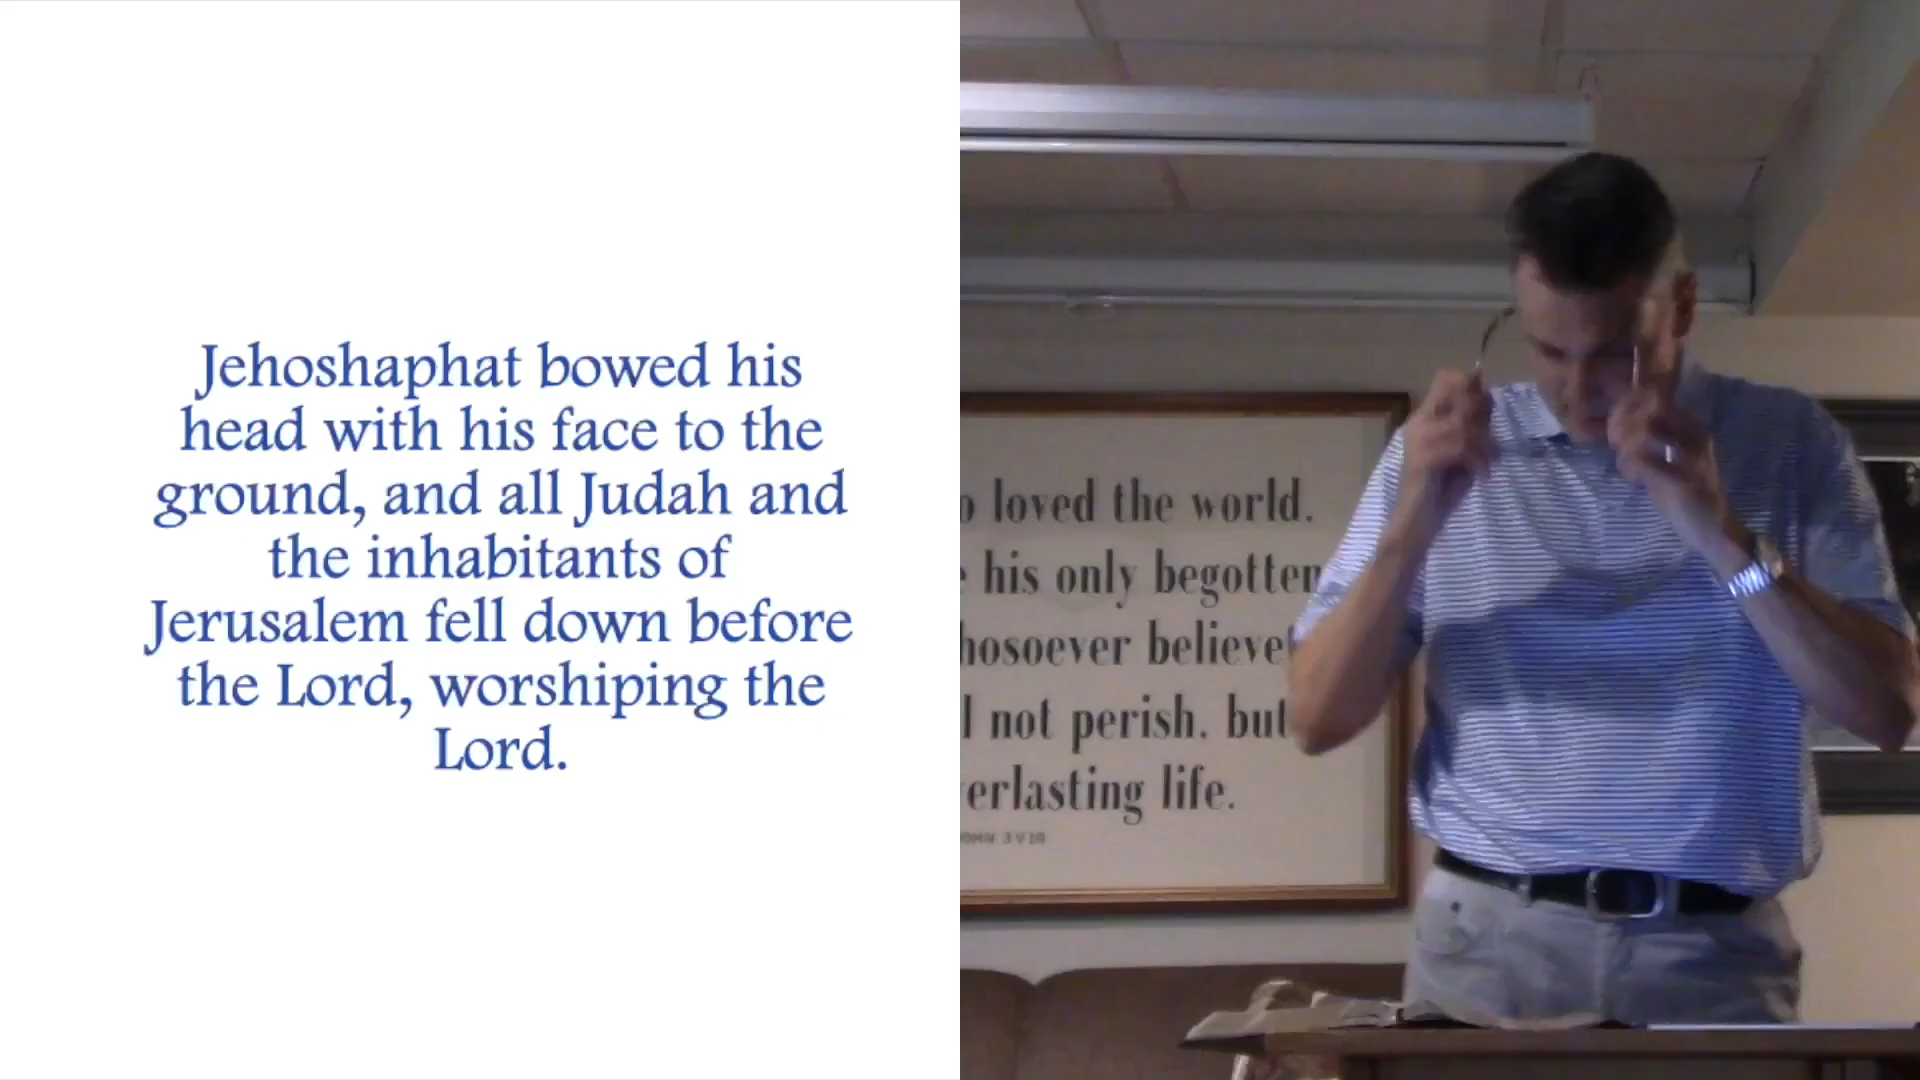 Jehoshaphat bowed his
head with his face to the
ground, and all Judah and
the inhabitants of
Jerusalem fell down before
the Lord, worshiping the
Lord.
loved the world.
his only begotten
hosoever believe
not perish. but
erlasting life.